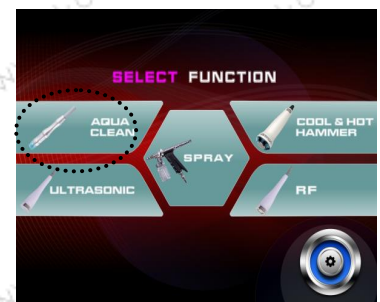 SELECT FUNCTION
AQUA
CLEAN
COOL & HOT
HAMMER
SPRAY
ULTRASONIC
RF